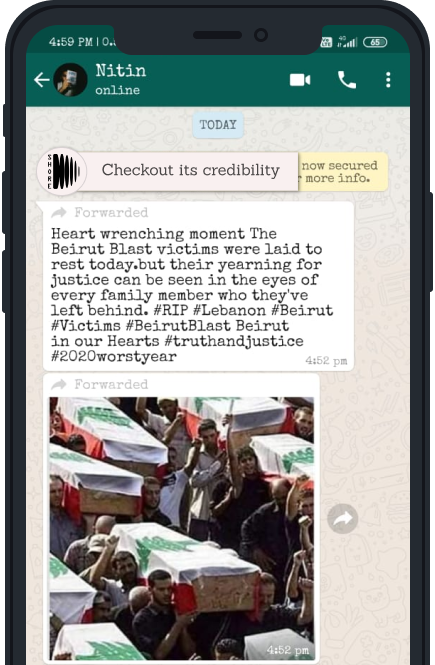 4:59 PM | 0.
4G
65
Nitin
online
TODAY
SHORE
Checkout its credibility
now secured
more info.
Forwarded
Heart wrenching moment The
Beirut Blast victims were laid to
rest today.but their yearning for
justice can be seen in the eyes of
every family member who they've
left behind. #RIP #Lebanon #Beirut
#Victims #BeirutBlast Beirut
in our Hearts #truthandjustice
#2020worstyear
4:52 pm
Forwarded
4:52 pm